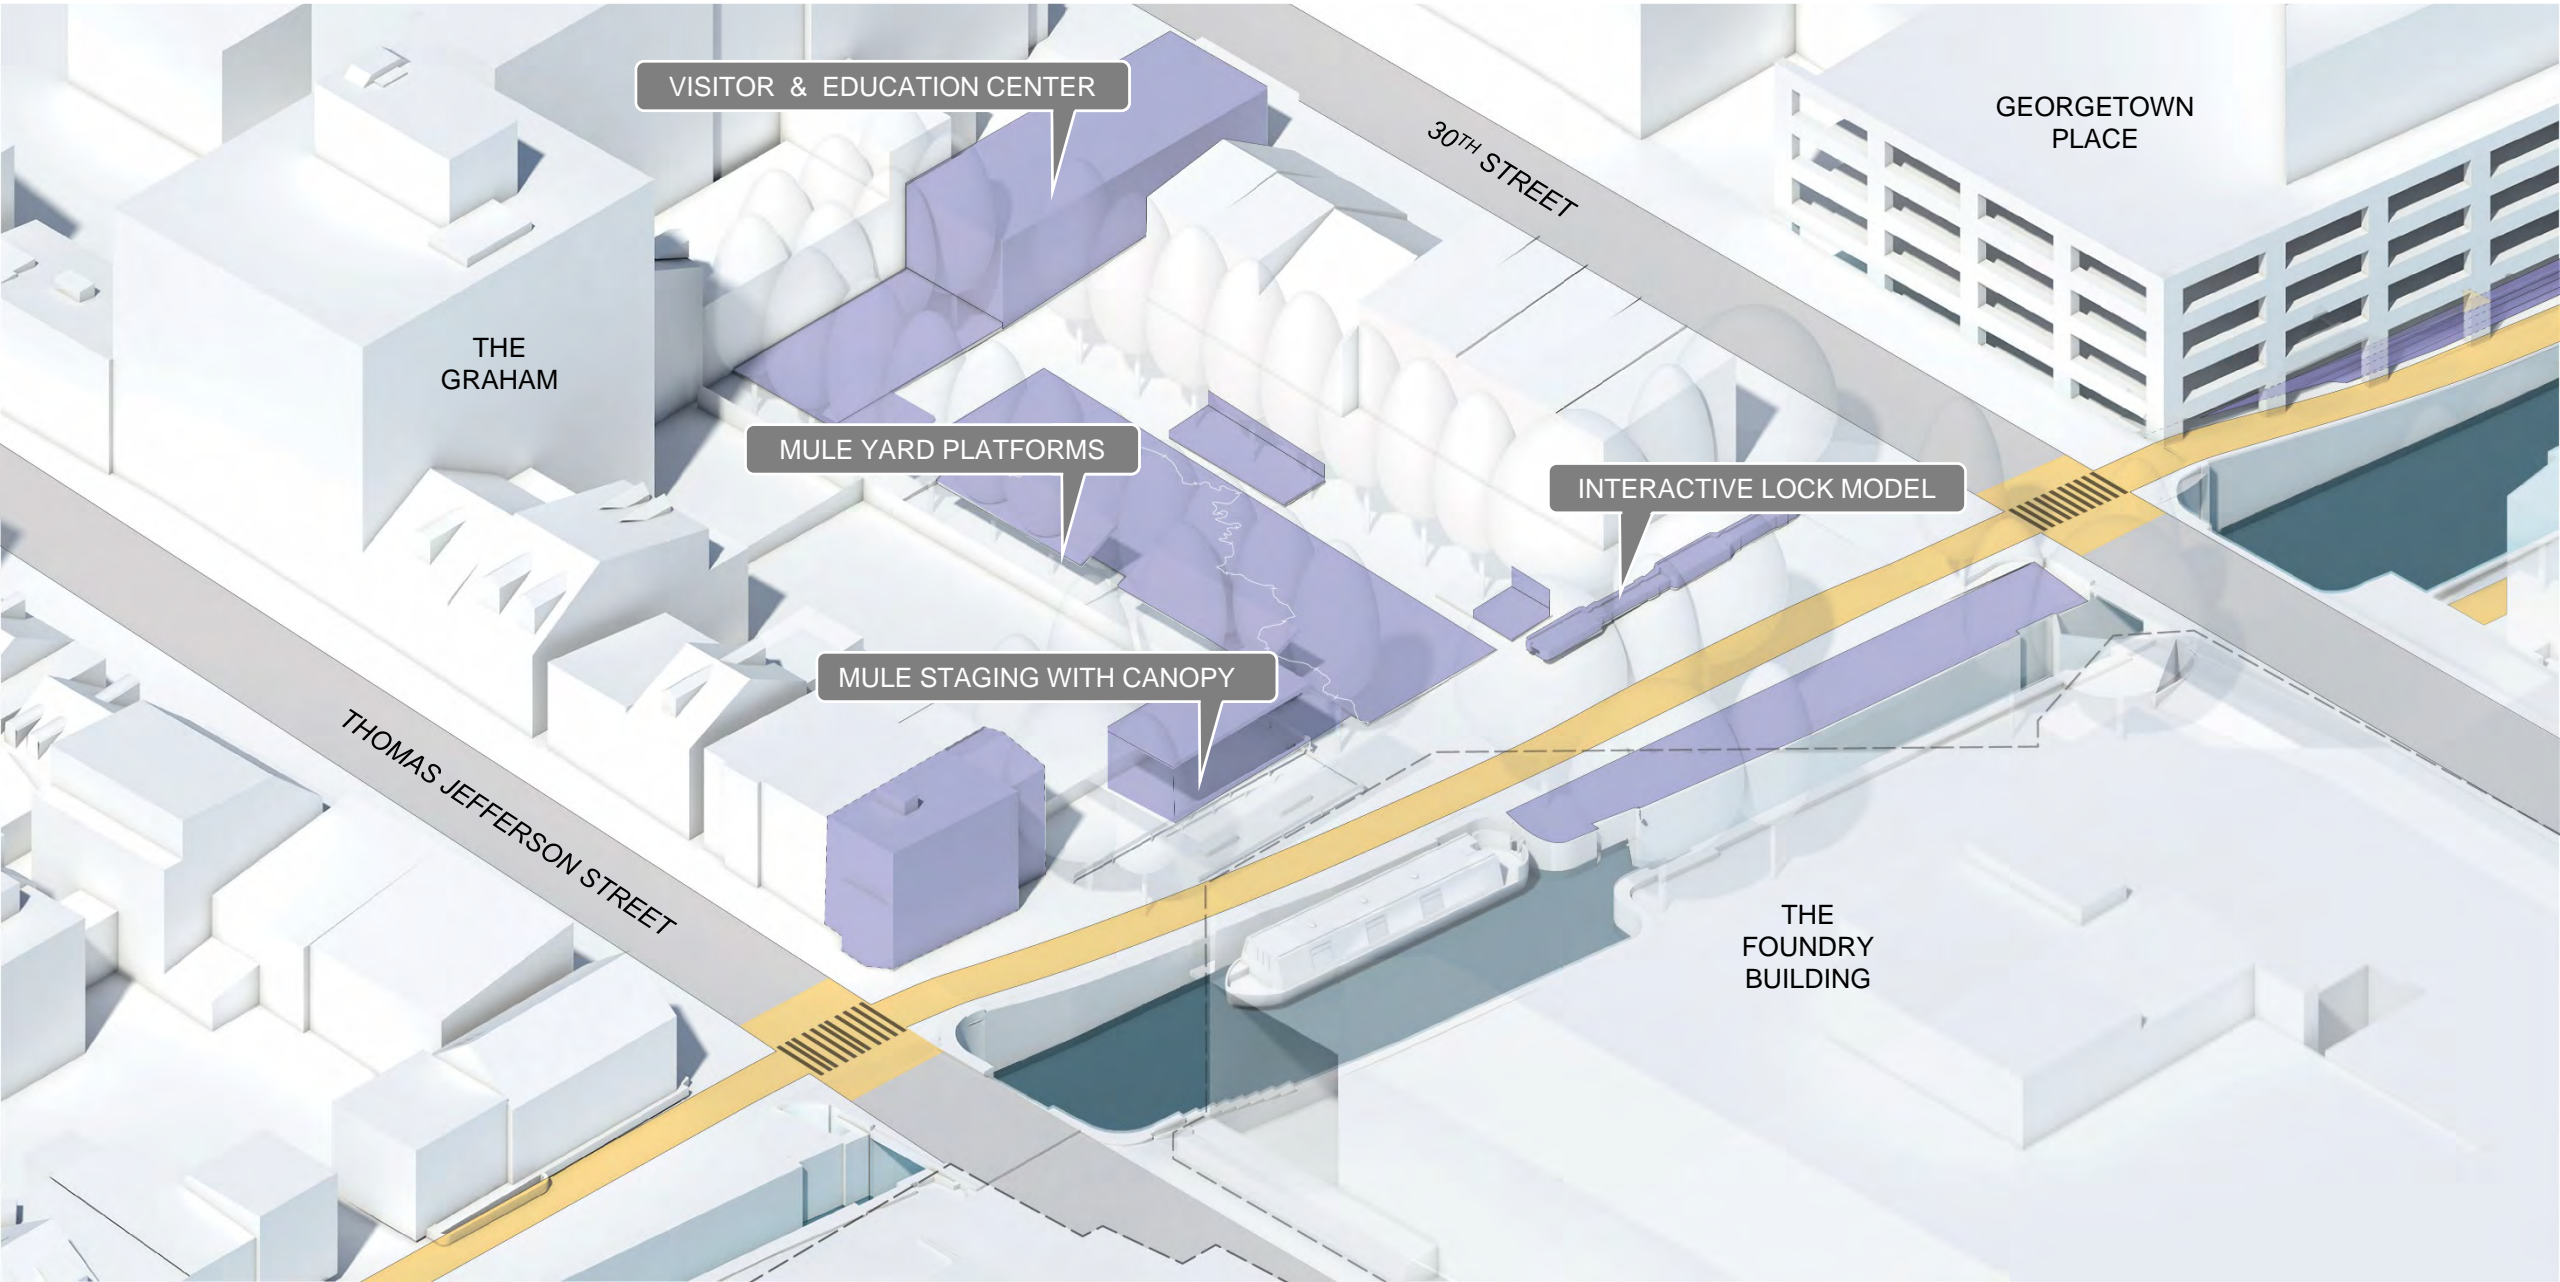 VISITOR & EDUCATION CENTER
GEORGETOWN
PLACE
30TH STREET
THE
GRAHAM
MULE YARD PLATFORMS
INTERACTIVE LOCK MODEL
MULE STAGING WITH CANOPY
THOMAS JEFFERSON STREET
THE
FOUNDRY
BUILDING